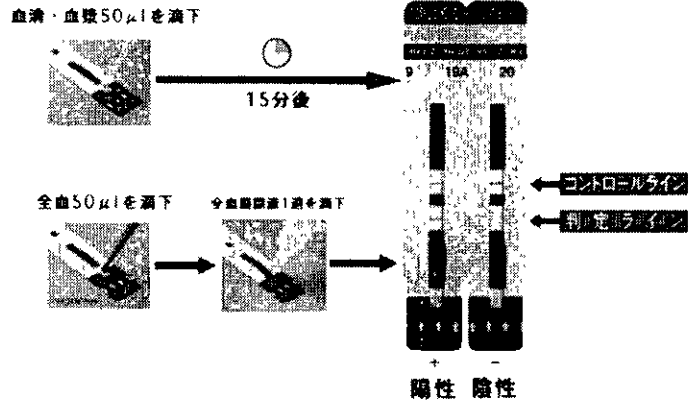 血清・血漿50μlを滴下
15分後
9 19A 20
コントロールライン
全血50μlを滴下
全血展開液1滴を滴下
判定ライン
+ -
陽性 陰性